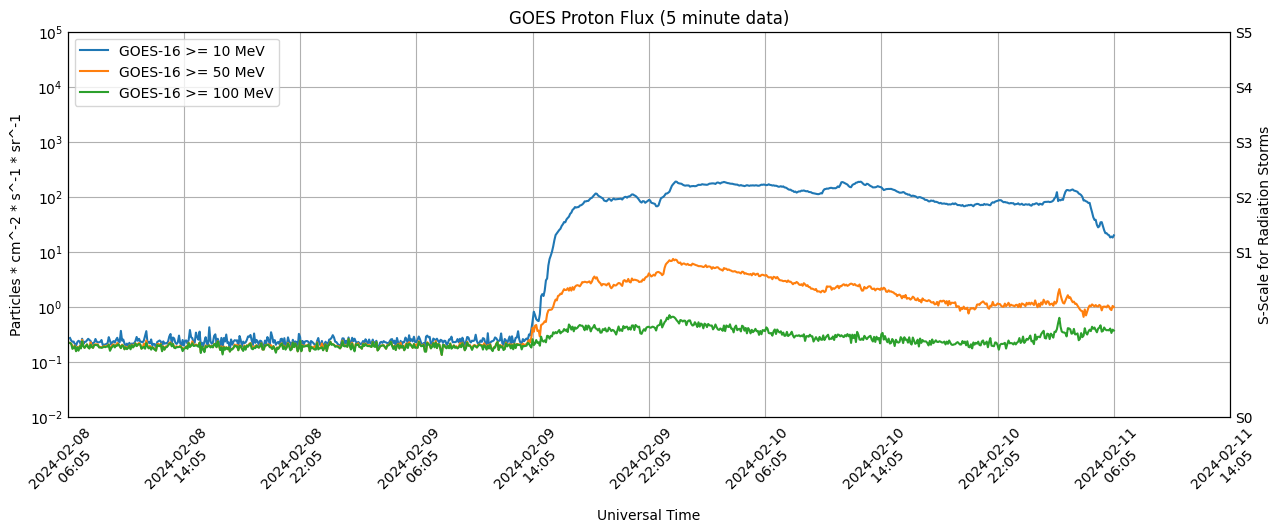 GOES Proton Flux (5 minute data)
GOES-16 >= 10 MeV
GOES-16 >= 50 MeV
GOES-16 >= 100 MeV
Particles * cm^-2 * s^-1 * sr^-1
10^5
10^4
10^3
10^2
10^1
10^0
10^-1
10^-2
S5
S4
S3
S2
S1
S0
S-Scale for Radiation Storms
2024-02-08
06:05
2024-02-08
14:05
2024-02-08
22:05
2024-02-09
06:05
2024-02-09
14:05
2024-02-09
22:05
2024-02-10
06:05
2024-02-10
14:05
2024-02-10
22:05
2024-02-11
06:05
2024-02-11
14:05
Universal Time